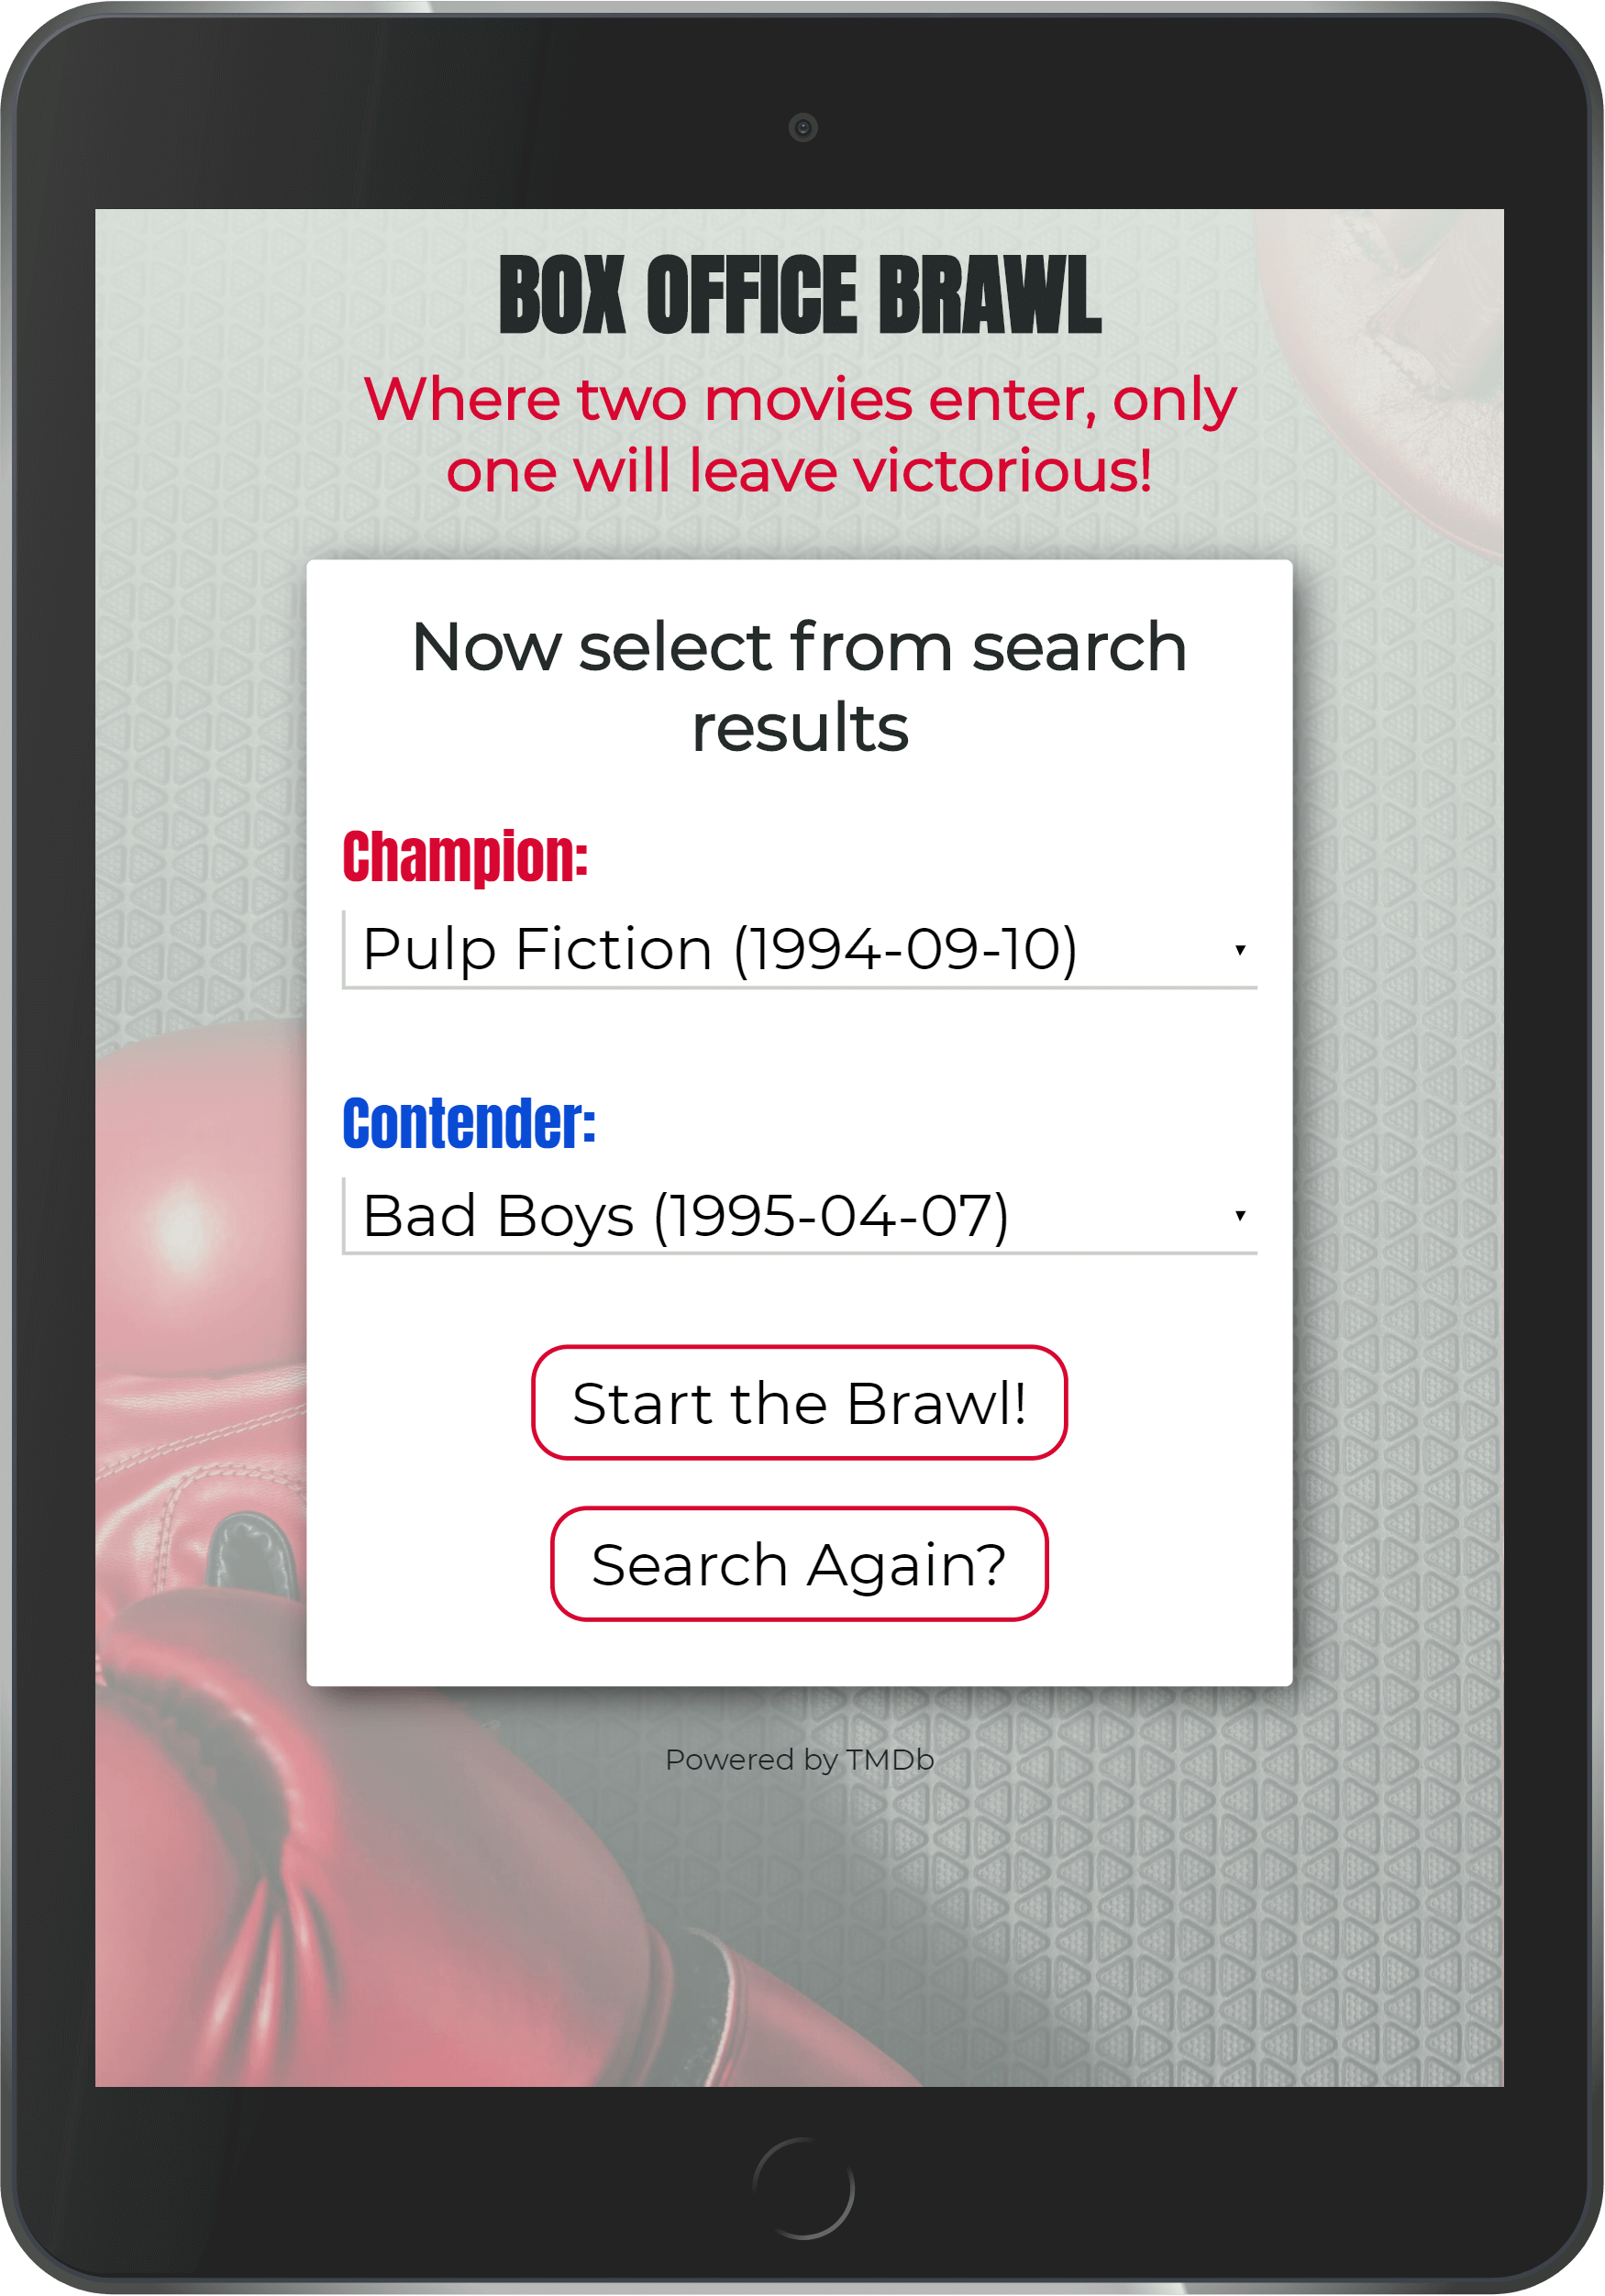 BOX OFFICE BRAWL
Where two movies enter, only
one will leave victorious!
Now select from search
results
Champion:
Pulp Fiction (1994-09-10)
Contender:
Bad Boys (1995-04-07)
Start the Brawl!
Search Again?
Powered by TMDb